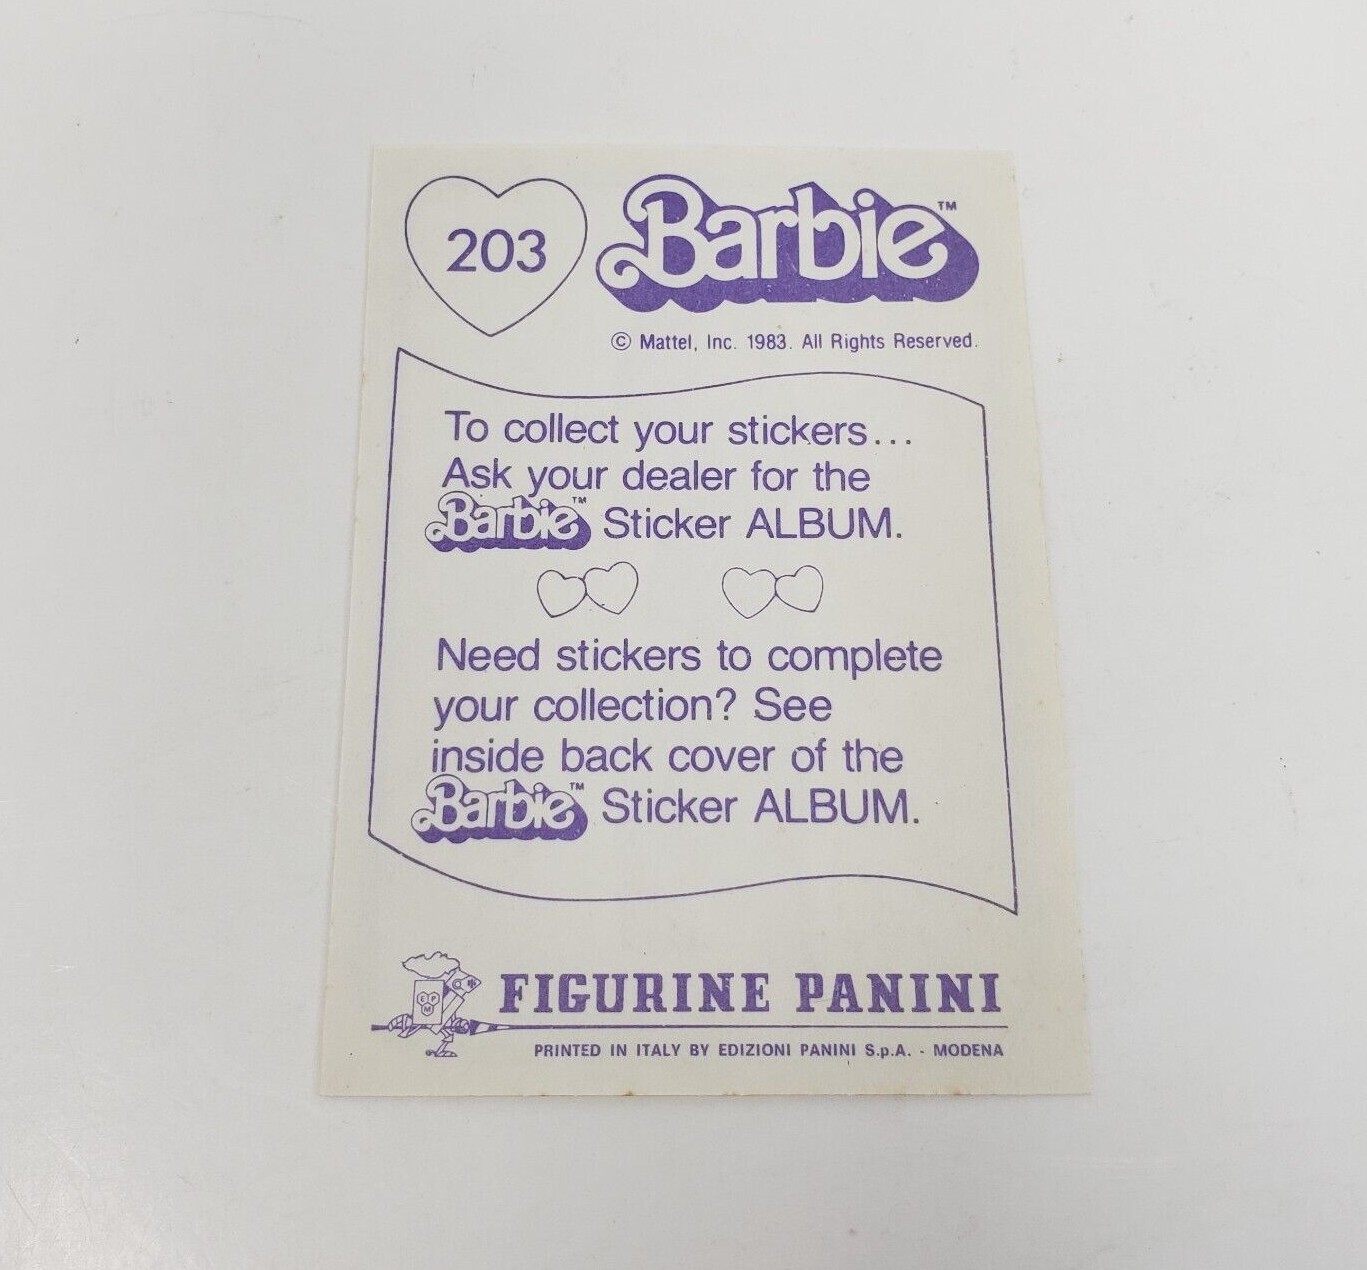 203
Barbie™
© Mattel, Inc. 1983. All Rights Reserved.
To collect your stickers...
Ask your dealer for the
Barbie™ Sticker ALBUM.
Need stickers to complete
your collection? See
inside back cover of the
Barbie™ Sticker ALBUM.
E P
M
FIGURINE PANINI
PRINTED IN ITALY BY EDIZIONI PANINI S.p.A. - MODENA